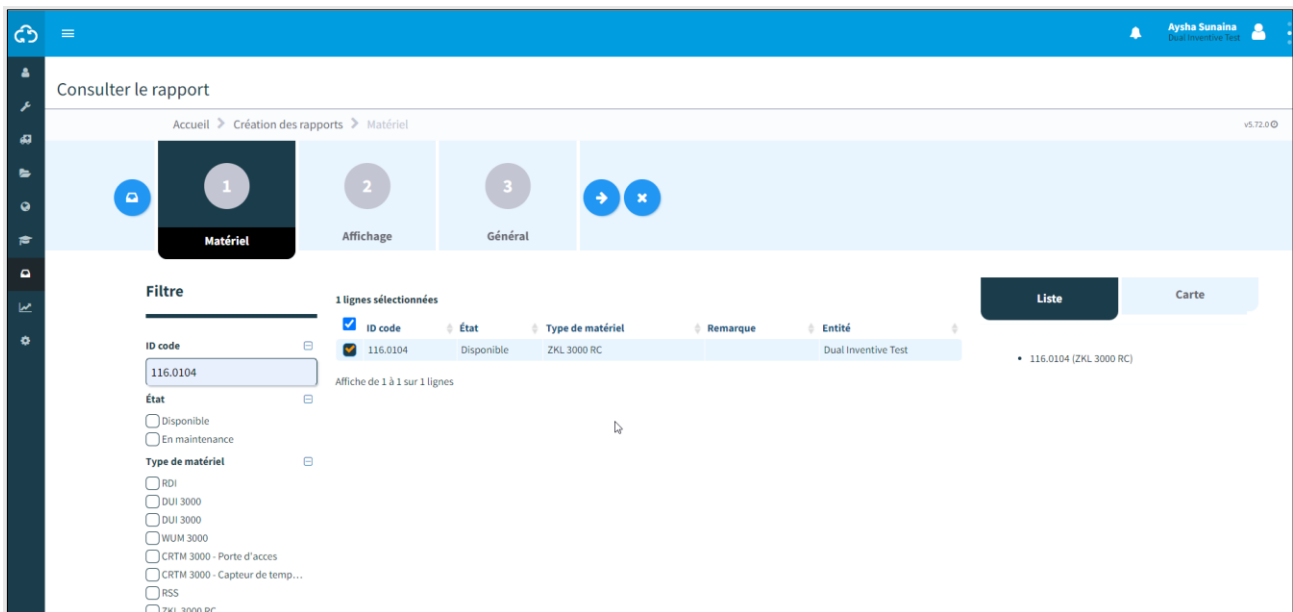 Aysha Sunaina
Dual Inventive Test
Consulter le rapport
Accueil Création des rapports Matériel
v5.72.0
1
Matériel
2
Affichage
3
Général
Filtre
ID code
116.0104
État
Disponible
En maintenance
Type de matériel
RDI
DUI 3000
DUI 3000
WUM 3000
CRTM 3000 - Porte d'acces
CRTM 3000 - Capteur de temp...
RSS
ZKL 3000 RC
1 lignes sélectionnées
ID code État Type de matériel Remarque Entité
116.0104 Disponible ZKL 3000 RC Dual Inventive Test
Affiche de 1 à 1 sur 1 lignes
Liste Carte
116.0104 (ZKL 3000 RC)